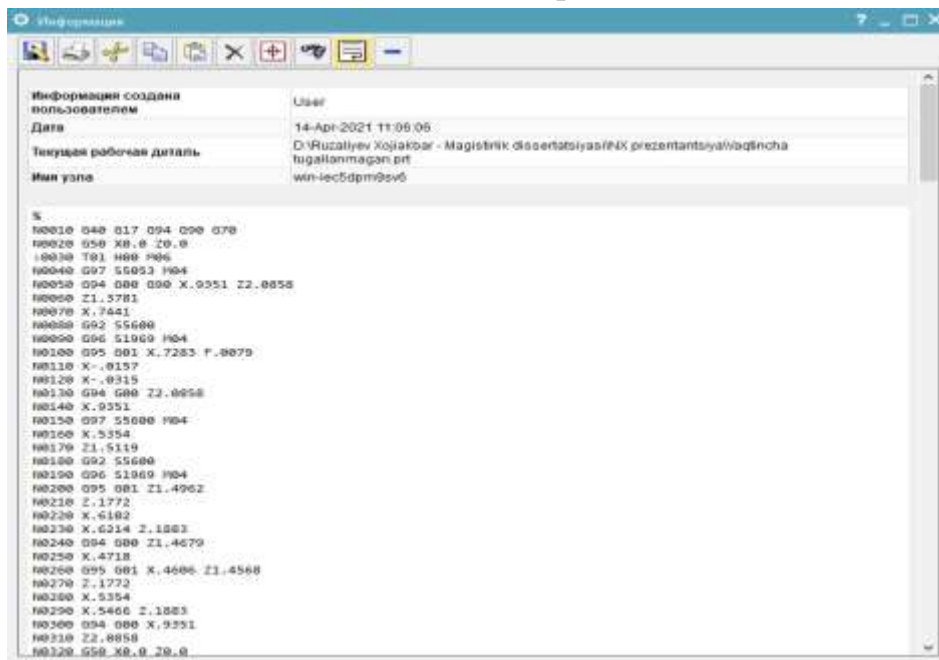 Информация
Информация создана пользователем User
Дата 14-Apr-2021 11:06:06
Текущая рабочая деталь D:\Ruzaliyev Xojiakbar - Magistrlik dissertatsiyasi\NX prezentantsiya\Vaqtincha tugallanmagan.prt
Имя узла win-iec5dpm9sv6
%
N0010 G40 G17 G94 G90 G70
N0020 G50 X0.0 Z0.0
:0030 T01 H00 M06
N0040 G97 S5053 M04
N0050 G94 G00 G90 X.9351 Z2.0858
N0060 Z1.3781
N0070 X.7441
N0080 G92 S5600
N0090 G96 S1969 M04
N0100 G95 G01 X.7283 F.0079
N0110 X-.0157
N0120 X-.0315
N0130 G94 G00 Z2.0858
N0140 X.9351
N0150 G97 S5600 M04
N0160 X.5354
N0170 Z1.5119
N0180 G92 S5600
N0190 G96 S1969 M04
N0200 G95 G01 Z1.4962
N0210 Z.1772
N0220 X.6102
N0230 X.6214 Z.1883
N0240 G94 G00 Z1.4679
N0250 X.4718
N0260 G95 G01 X.4606 Z1.4568
N0270 Z.1772
N0280 X.5354
N0290 X.5466 Z.1883
N0300 G94 G00 X.9351
N0310 Z2.0858
N0320 G50 X0.0 Z0.0